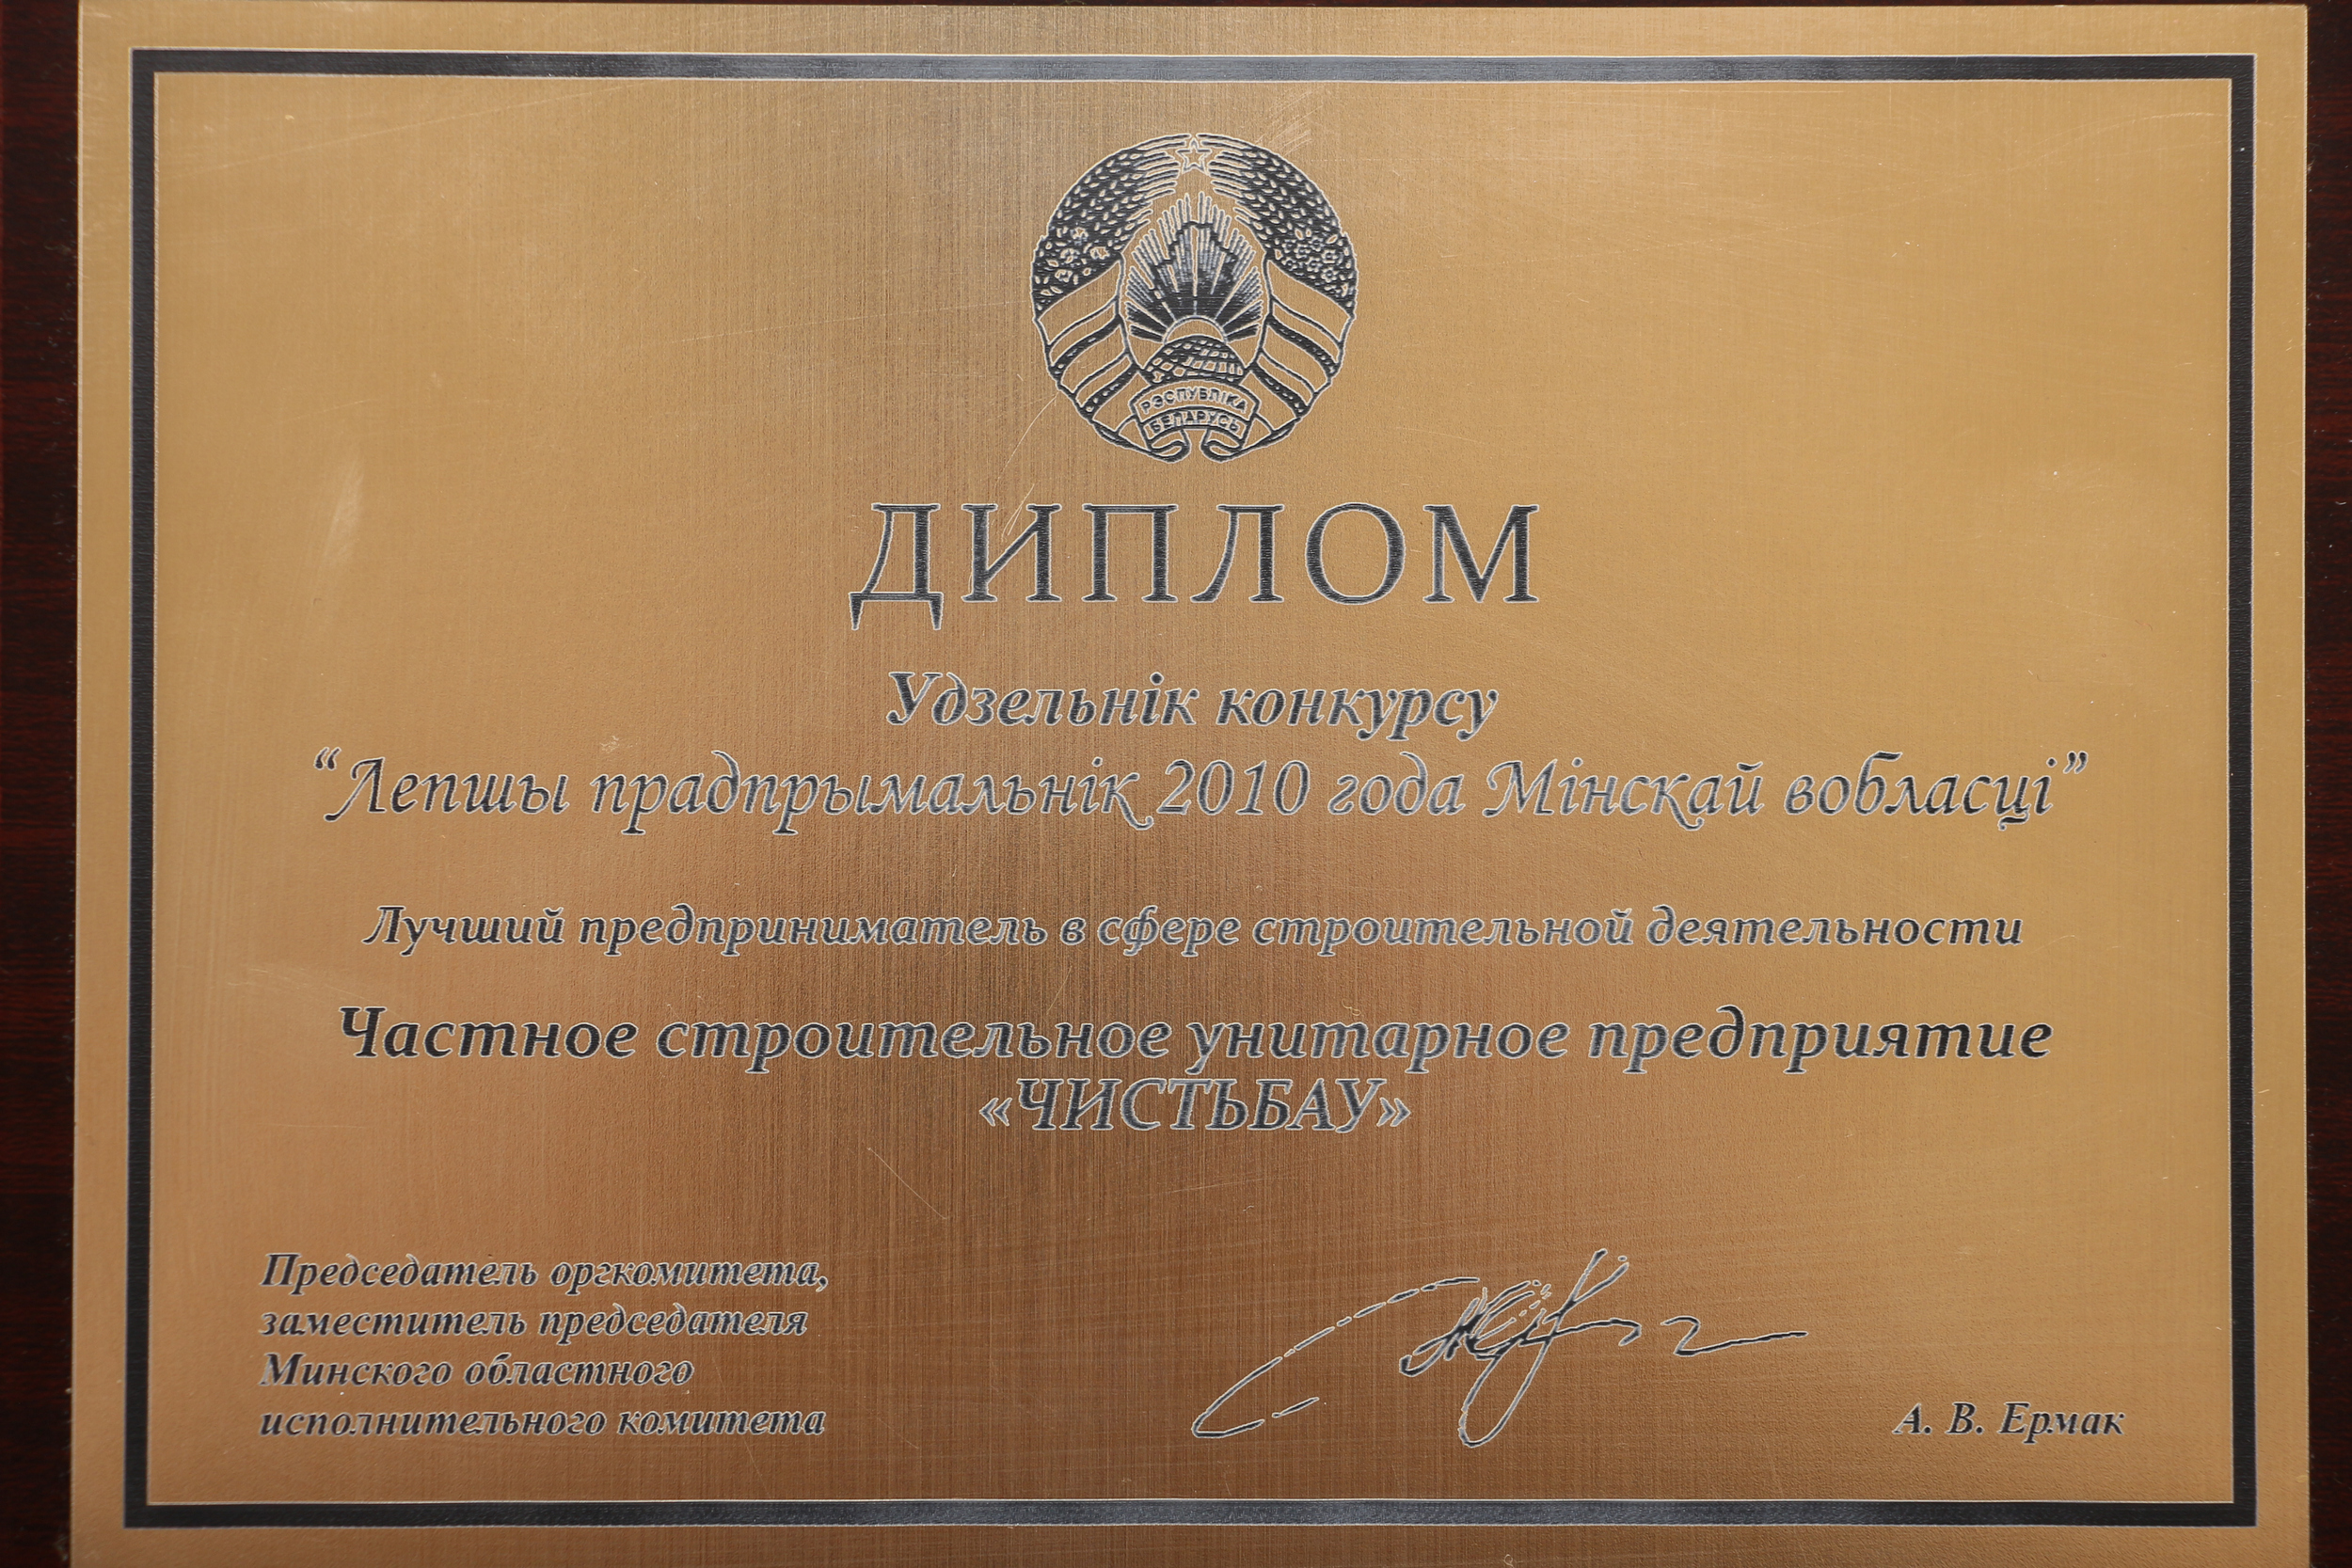 РЭСПУБЛІКА
БЕЛАРУСЬ
ДИПЛОМ
Удзельнік конкурсу
“Лепшы прадпрымальнік 2010 года Мінскай вобласці”
Лучший предприниматель в сфере строительной деятельности
Частное строительное унитарное предприятие
«ЧИСТЬБАУ»
Председатель оргкомитета,
заместитель председателя
Минского областного
исполнительного комитета
А. В. Ермак